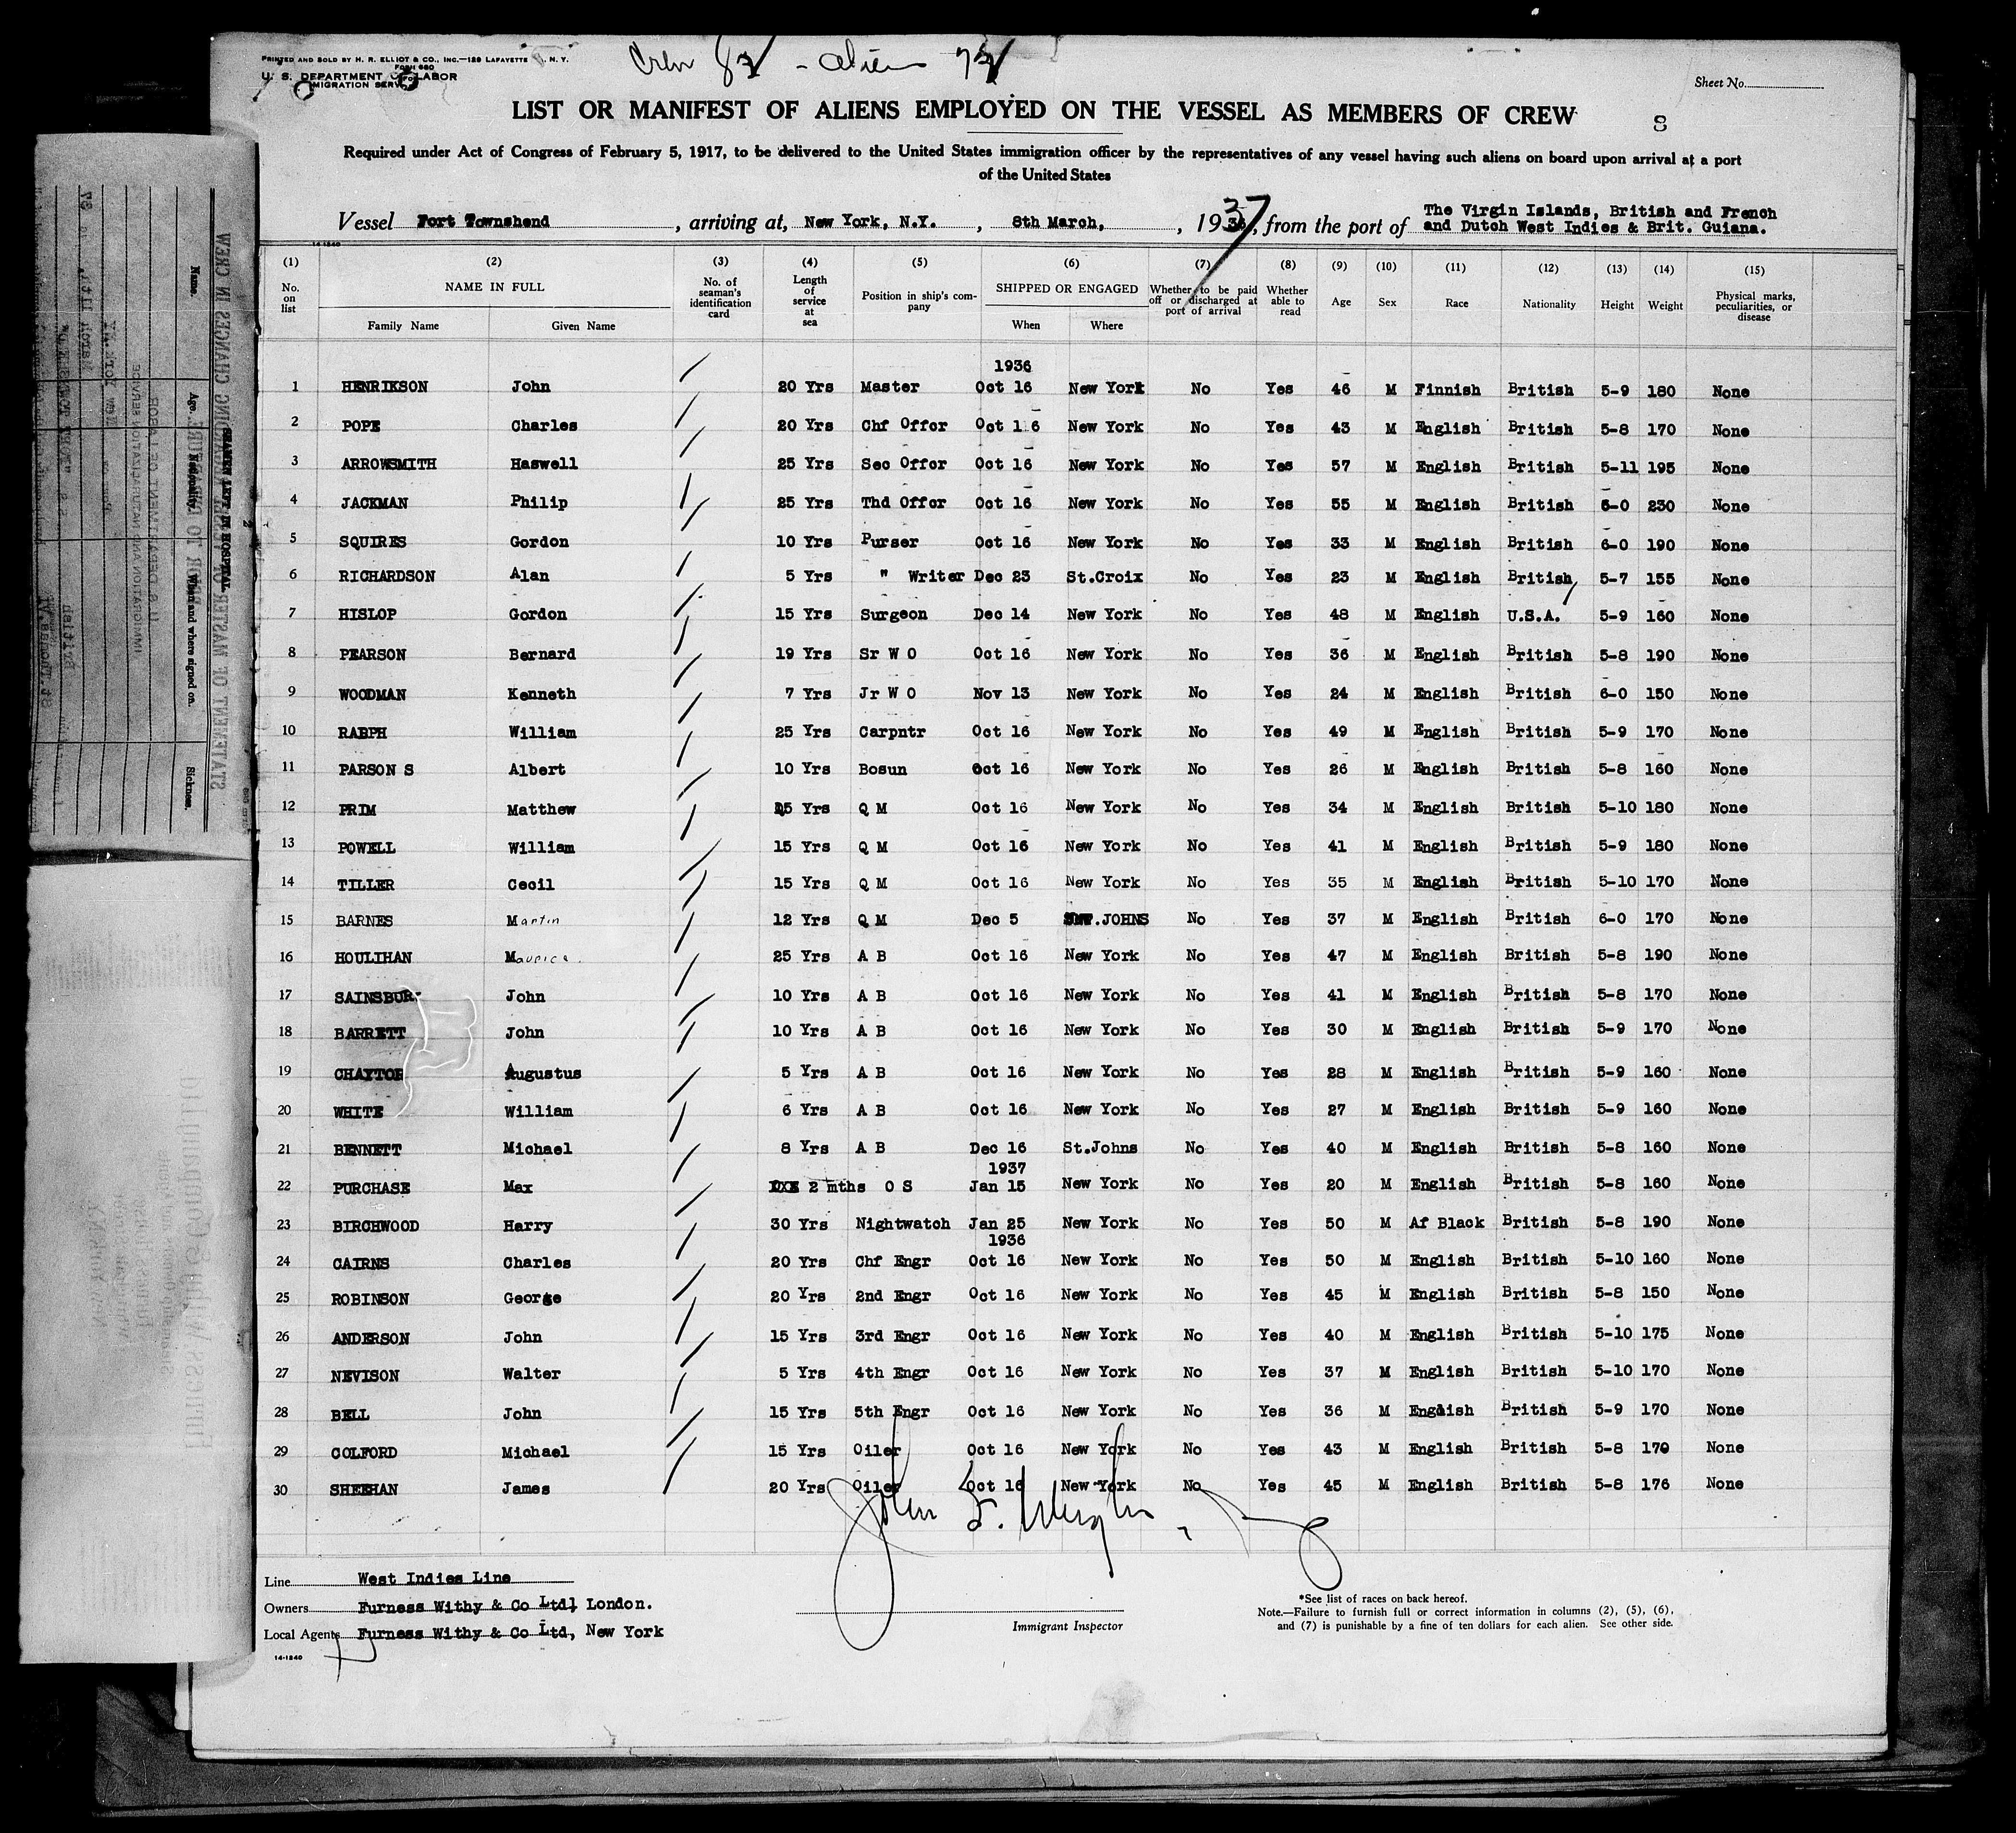 PRINTED AND SOLD BY H. R. ELLIOT & CO., INC.—129 LAFAYETTE N. Y.
FORM 680
U. S. DEPARTMENT OF LABOR
IMMIGRATION SERVICE
Crew 8 - alien 7
Sheet No.
LIST OR MANIFEST OF ALIENS EMPLOYED ON THE VESSEL AS MEMBERS OF CREW
8
Required under Act of Congress of February 5, 1917, to be delivered to the United States immigration officer by the representatives of any vessel having such aliens on board upon arrival at a port
of the United States
Vessel Fort Townshend, arriving at, New York, N.Y., 8th March, 1937, from the port of The Virgin Islands, British and French
and Dutch West Indies & Brit. Guiana.
14-1240
(1) (2) (3) (4) (5) (6) (7) (8) (9) (10) (11) (12) (13) (14) (15)
No. on list NAME IN FULL Family Name Given Name No. of seaman's identification card Length of service at sea Position in ship's company SHIPPED OR ENGAGED When Where Whether to be paid off or discharged at port of arrival Whether able to read Age Sex Race Nationality Height Weight Physical marks, peculiarities, or disease
1936
1 HENRIKSON John 20 Yrs Master Oct 16 New York No Yes 46 M Finnish British 5-9 180 None
2 POPE Charles 20 Yrs Chf Offcr Oct 16 New York No Yes 43 M English British 5-8 170 None
3 ARROWSMITH Haswell 25 Yrs Sec Offcr Oct 16 New York No Yes 57 M English British 5-11 195 None
4 JACKMAN Philip 25 Yrs Thd Offcr Oct 16 New York No Yes 55 M English British 6-0 230 None
5 SQUIRES Gordon 10 Yrs Purser Oct 16 New York No Yes 33 M English British 6-0 190 None
6 RICHARDSON Alan 5 Yrs " Writer Dec 23 St.Croix No Yes 23 M English British 5-7 155 None
7 HISLOP Gordon 15 Yrs Surgeon Dec 14 New York No Yes 48 M English U.S.A. 5-9 160 None
8 PEARSON Bernard 19 Yrs Sr W O Oct 16 New York No Yes 36 M English British 5-8 190 None
9 WOODMAN Kenneth 7 Yrs Jr W O Nov 13 New York No Yes 24 M English British 6-0 150 None
10 RALPH William 25 Yrs Carpntr Oct 16 New York No Yes 49 M English British 5-9 170 None
11 PARSON S Albert 10 Yrs Bosun Oct 16 New York No Yes 26 M English British 5-8 160 None
12 PRIM Matthew 25 Yrs Q M Oct 16 New York No Yes 34 M English British 5-10 180 None
13 POWELL William 15 Yrs Q M Oct 16 New York No Yes 41 M English British 5-9 180 None
14 TILLER Cecil 15 Yrs Q M Oct 16 New York No Yes 35 M English British 5-10 170 None
15 BARNES Martin 12 Yrs Q M Dec 5 ST.JOHNS No Yes 37 M English British 6-0 170 None
16 HOULIHAN Maurice. 25 Yrs A B Oct 16 New York No Yes 47 M English British 5-8 190 None
17 SAINSBURY John 10 Yrs A B Oct 16 New York No Yes 41 M English British 5-8 170 None
18 BARRETT John 10 Yrs A B Oct 16 New York No Yes 30 M English British 5-9 170 None
19 CHAYTOR Augustus 5 Yrs A B Oct 16 New York No Yes 28 M English British 5-9 160 None
20 WHITE William 6 Yrs A B Oct 16 New York No Yes 27 M English British 5-9 160 None
21 BENNETT Michael 8 Yrs A B Dec 16 St.Johns No Yes 40 M English British 5-8 160 None
1937
22 PURCHASE Max 2 mths O S Jan 15 New York No Yes 20 M English British 5-8 160 None
23 BIRCHWOOD Harry 30 Yrs Nightwatch Jan 25 New York No Yes 50 M Af Black British 5-8 190 None
1936
24 CAIRNS Charles 20 Yrs Chf Engr Oct 16 New York No Yes 50 M English British 5-10 160 None
25 ROBINSON George 20 Yrs 2nd Engr Oct 16 New York No Yes 45 M English British 5-8 150 None
26 ANDERSON John 15 Yrs 3rd Engr Oct 16 New York No Yes 40 M English British 5-10 175 None
27 NEVISON Walter 5 Yrs 4th Engr Oct 16 New York No Yes 37 M English British 5-10 170 None
28 BELL John 15 Yrs 5th Engr Oct 16 New York No Yes 36 M English British 5-9 170 None
29 COLFORD Michael 15 Yrs Oiler Oct 16 New York No Yes 43 M English British 5-8 170 None
30 SHEEHAN James 20 Yrs Oiler Oct 16 New York No Yes 45 M English British 5-8 176 None
John
Line West Indies Line
Owners Furness Withy & Co Ltd, London.
Local Agents Furness Withy & Co Ltd, New York
14-1240
Immigrant Inspector
*See list of races on back hereof.
Note.—Failure to furnish full or correct information in columns (2), (5), (6),
and (7) is punishable by a fine of ten dollars for each alien. See other side.